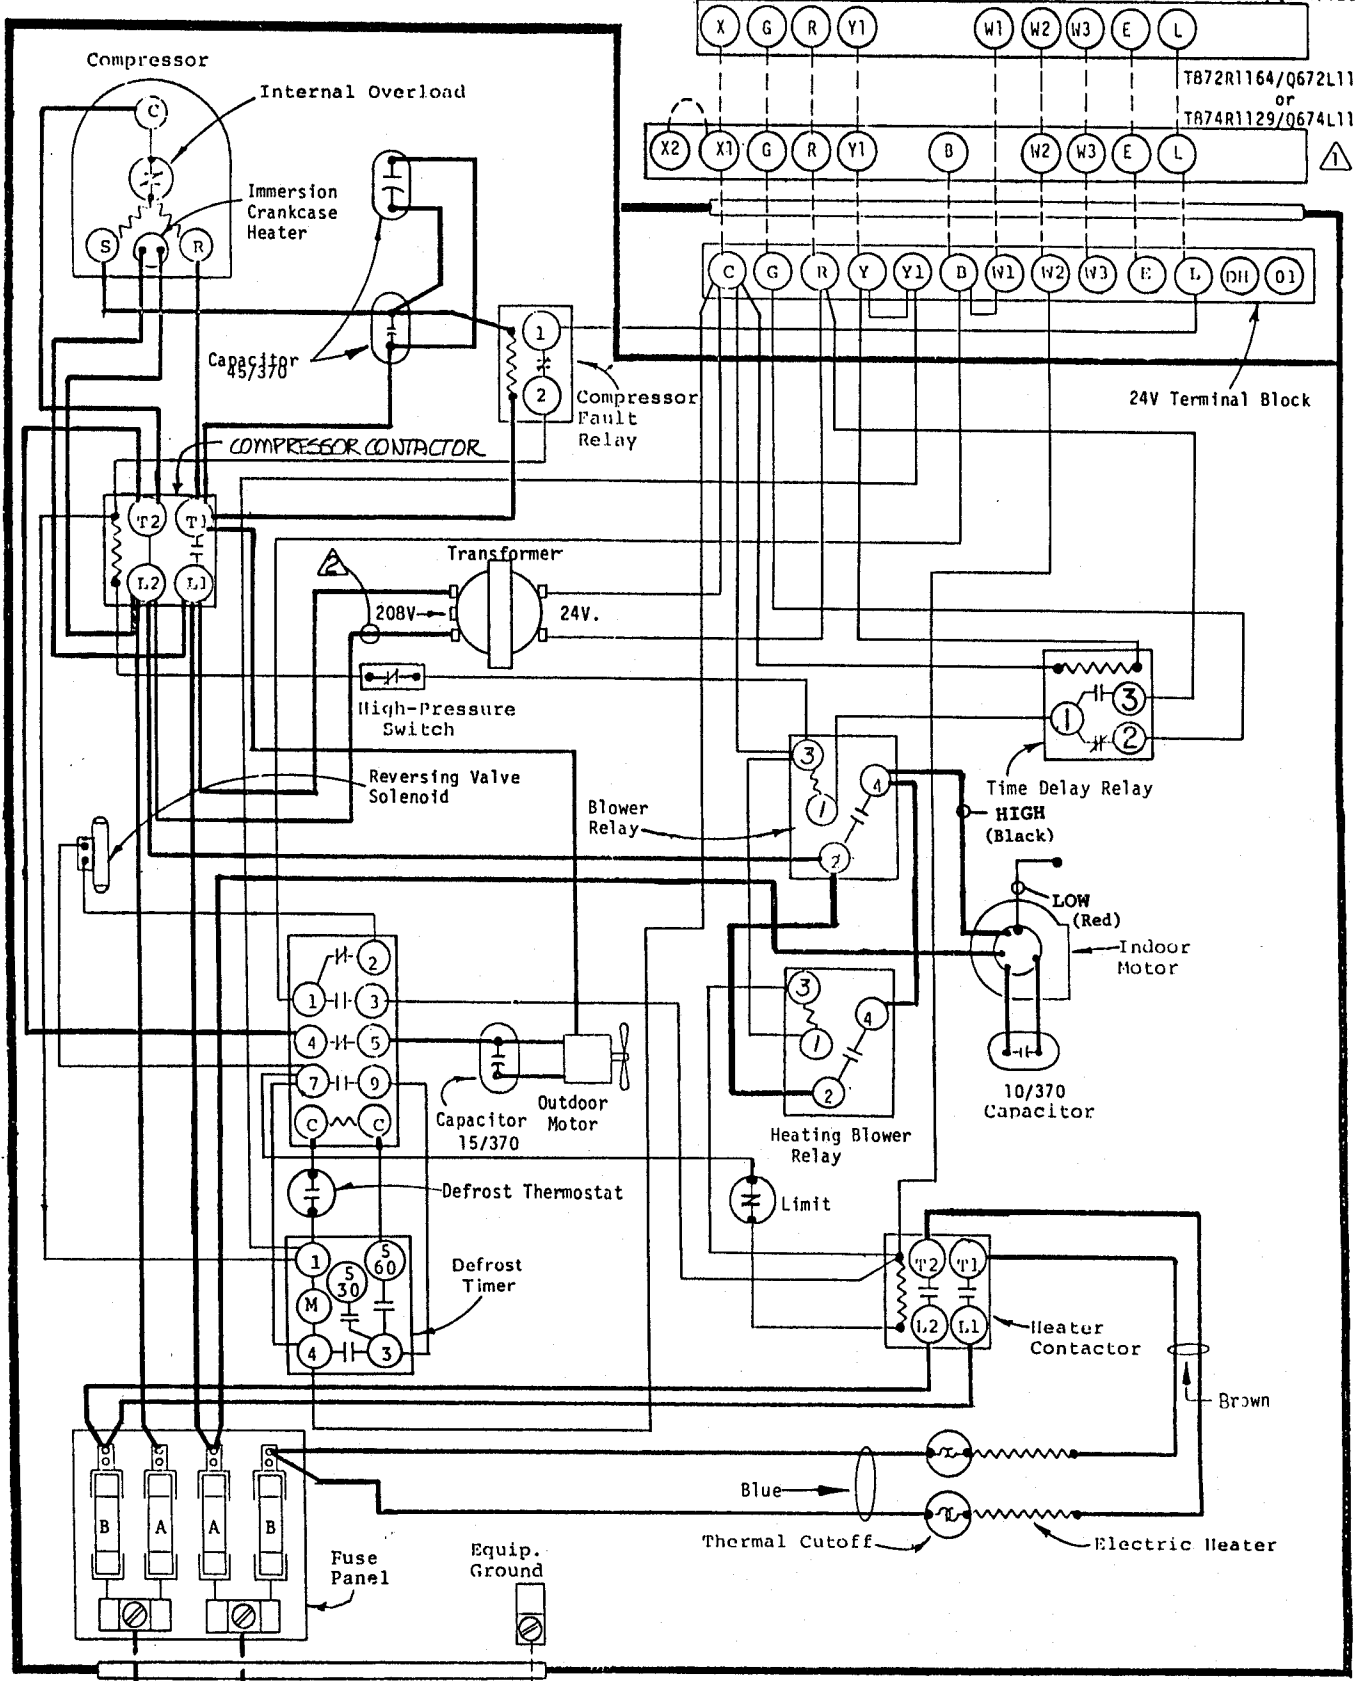 X G R Y1 W1 W2 W3 E L
T872R1164/Q672L11
or
T874R1129/Q674L11
X2 X1 G R Y1 B W2 W3 E L
1
C G R Y Y1 B W1 W2 W3 E L DH O1
24V Terminal Block
Compressor
Internal Overload
C
Immersion
Crankcase
Heater
S R
Capacitor
45/370
1
2
Compressor
Fault
Relay
COMPRESSOR CONTACTOR
T2 T1
L2 L1
2
Transformer
208V
24V.
High-Pressure
Switch
Reversing Valve
Solenoid
3
1
2
Time Delay Relay
Blower
Relay
3
4
1
2
HIGH
(Black)
LOW
(Red)
Indoor
Motor
10/370
Capacitor
2
1 3
4 5
7 9
C C
Capacitor
15/370
Outdoor
Motor
3
4
1
2
Heating Blower
Relay
Defrost Thermostat
Limit
1
S
60
S
30
M
4 3
Defrost
Timer
T2 T1
L2 L1
Heater
Contactor
Brown
Blue
Thermal Cutoff
Electric Heater
B A A B
Fuse
Panel
Equip.
Ground